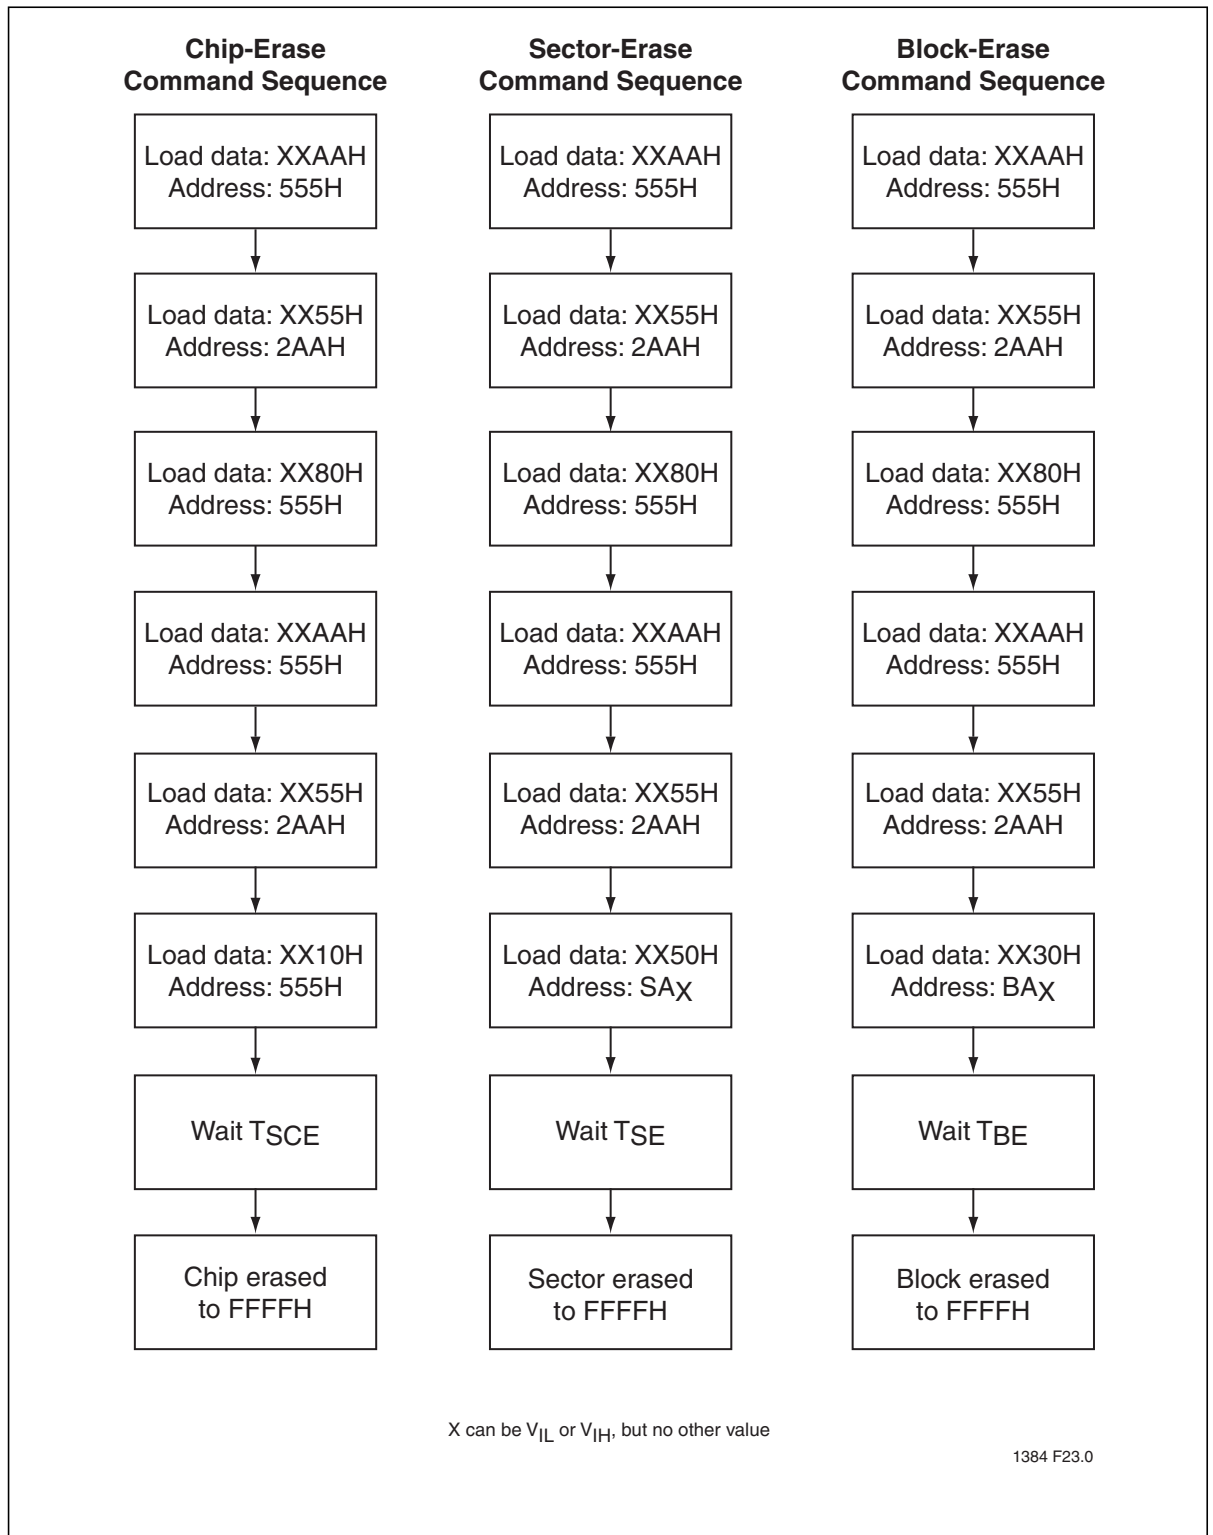 Chip-Erase
Command Sequence
Load data: XXAAH
Address: 555H
Load data: XX55H
Address: 2AAH
Load data: XX80H
Address: 555H
Load data: XXAAH
Address: 555H
Load data: XX55H
Address: 2AAH
Load data: XX10H
Address: 555H
Wait TSCE
Chip erased
to FFFFH
Sector-Erase
Command Sequence
Load data: XXAAH
Address: 555H
Load data: XX55H
Address: 2AAH
Load data: XX80H
Address: 555H
Load data: XXAAH
Address: 555H
Load data: XX55H
Address: 2AAH
Load data: XX50H
Address: SAX
Wait TSE
Sector erased
to FFFFH
Block-Erase
Command Sequence
Load data: XXAAH
Address: 555H
Load data: XX55H
Address: 2AAH
Load data: XX80H
Address: 555H
Load data: XXAAH
Address: 555H
Load data: XX55H
Address: 2AAH
Load data: XX30H
Address: BAX
Wait TBE
Block erased
to FFFFH
X can be VIL or VIH, but no other value
1384 F23.0